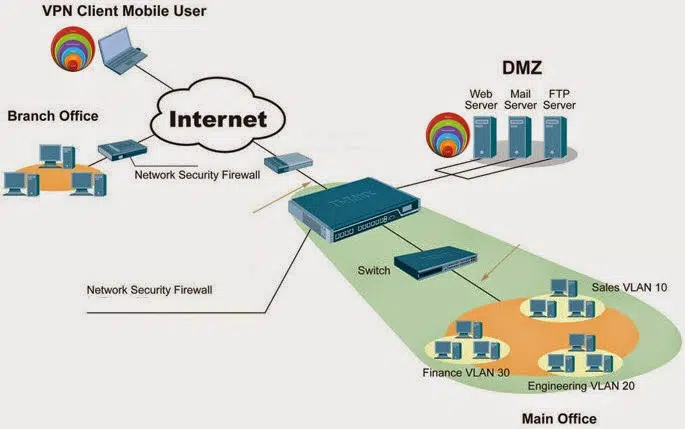 VPN Client Mobile User
DMZ
Web Server
Mail Server
FTP Server
Branch Office
Internet
Network Security Firewall
D-Link
Switch
Network Security Firewall
Sales VLAN 10
Finance VLAN 30
Engineering VLAN 20
Main Office